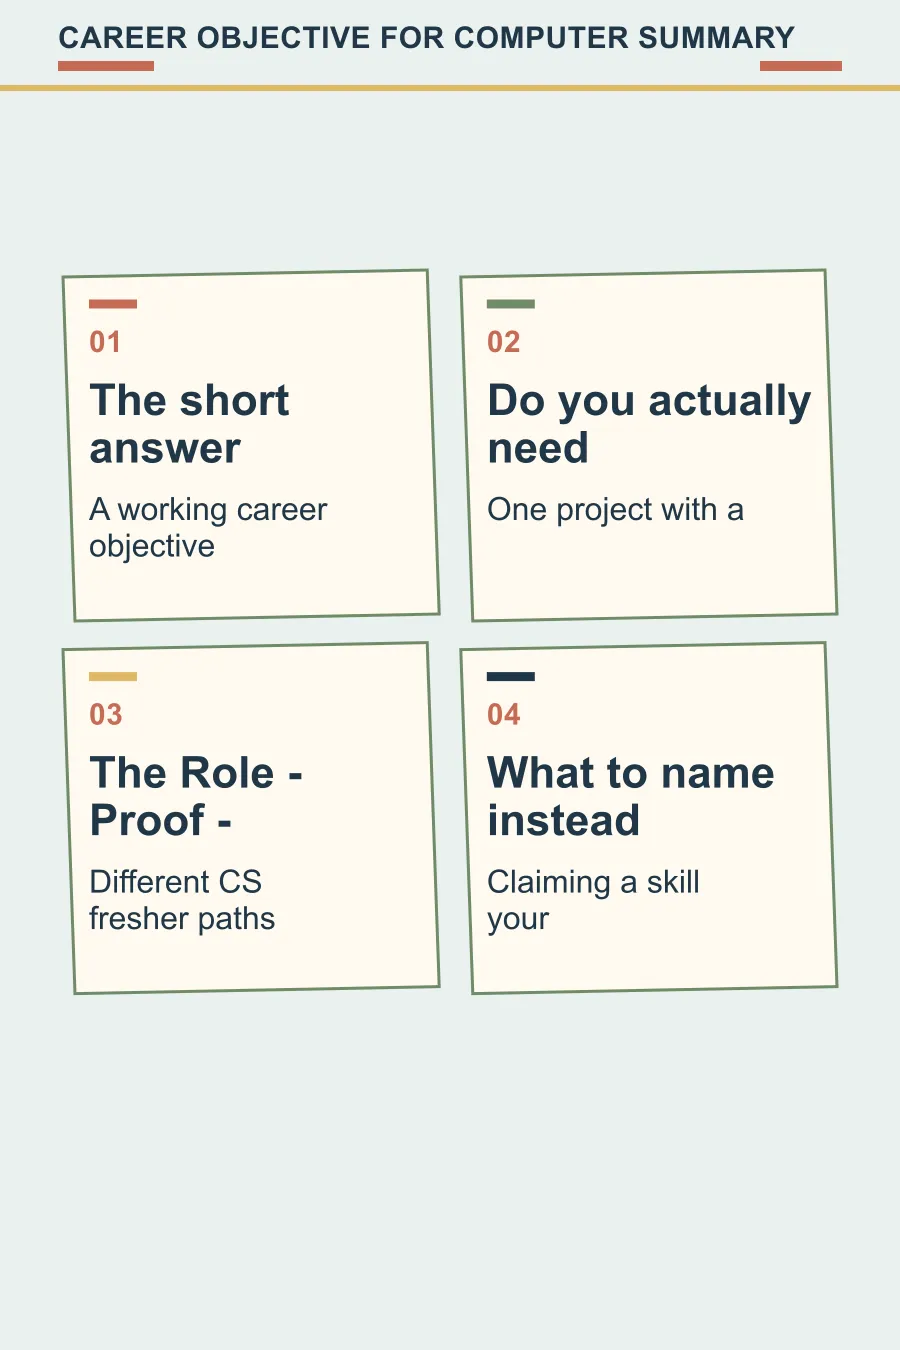 CAREER OBJECTIVE FOR COMPUTER SUMMARY
01
The short
answer
A working career
objective
02
Do you actually
need
One project with a
03
The Role -
Proof -
Different CS
fresher paths
04
What to name
instead
Claiming a skill
your